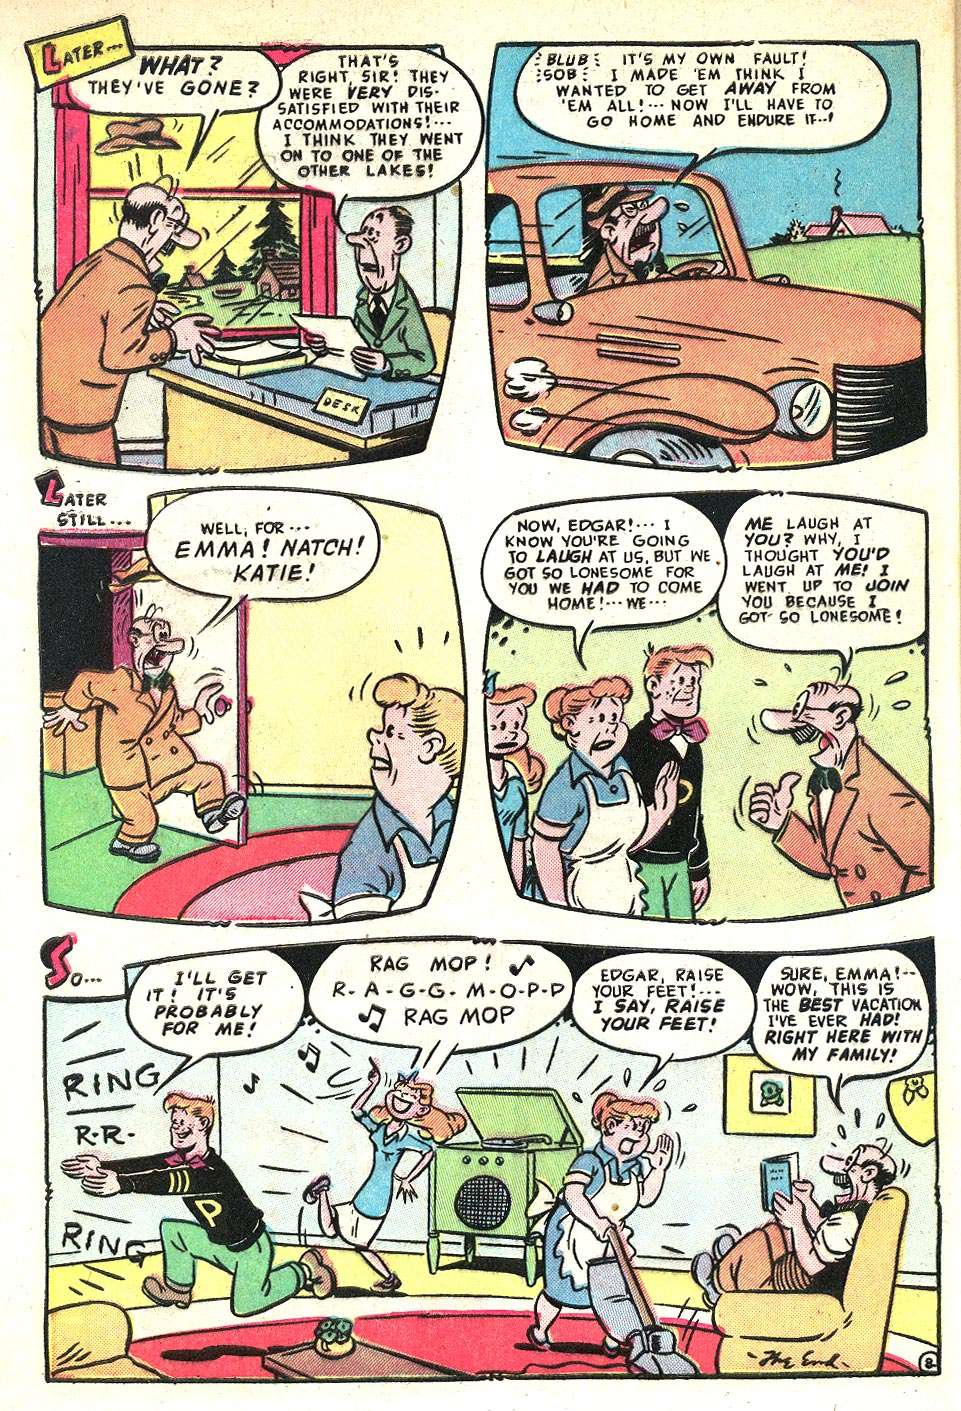 LATER...
WHAT?
THEY'VE GONE?
THAT'S
RIGHT, SIR! THEY
WERE VERY DIS-
SATISFIED WITH THEIR
ACCOMMODATIONS!...
I THINK THEY WENT
ON TO ONE OF THE
OTHER LAKES!
DESK
BLUB IT'S MY OWN FAULT!
SOB I MADE 'EM THINK I
WANTED TO GET AWAY FROM
'EM ALL!... NOW I'LL HAVE TO
GO HOME AND ENDURE IT..!
LATER
STILL...
WELL, FOR...
EMMA! NATCH!
KATIE!
NOW, EDGAR!... I
KNOW YOU'RE GOING
TO LAUGH AT US, BUT WE
GOT SO LONESOME FOR
YOU WE HAD TO COME
HOME!... WE...
ME LAUGH AT
YOU? WHY, I
THOUGHT YOU'D
LAUGH AT ME! I
WENT UP TO JOIN
YOU BECAUSE I
GOT SO LONESOME!
P
SO...
I'LL GET
IT! IT'S
PROBABLY
FOR ME!
RING
R-R-
RING
P
RAG MOP!
R-A-G-G-M-O-P-P
RAG MOP
EDGAR, RAISE
YOUR FEET!...
I SAY, RAISE
YOUR FEET!
SURE, EMMA!--
WOW, THIS IS
THE BEST VACATION
I'VE EVER HAD!
RIGHT HERE WITH
MY FAMILY!
- The End -
8